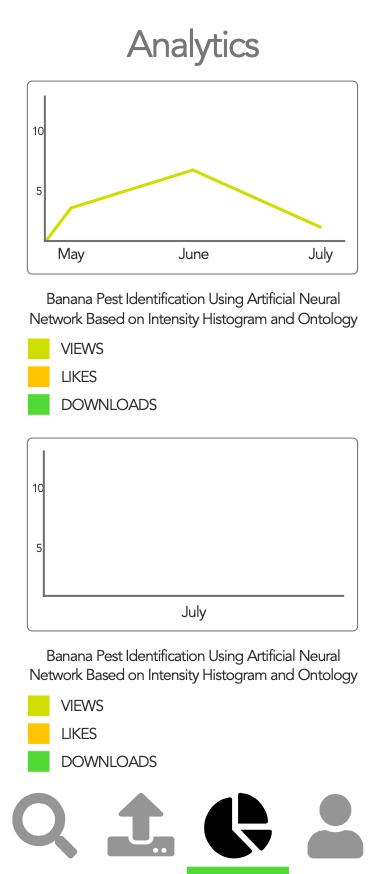 Analytics
10
5
May June July
Banana Pest Identification Using Artificial Neural
Network Based on Intensity Histogram and Ontology
VIEWS
LIKES
DOWNLOADS
10
5
July
Banana Pest Identification Using Artificial Neural
Network Based on Intensity Histogram and Ontology
VIEWS
LIKES
DOWNLOADS